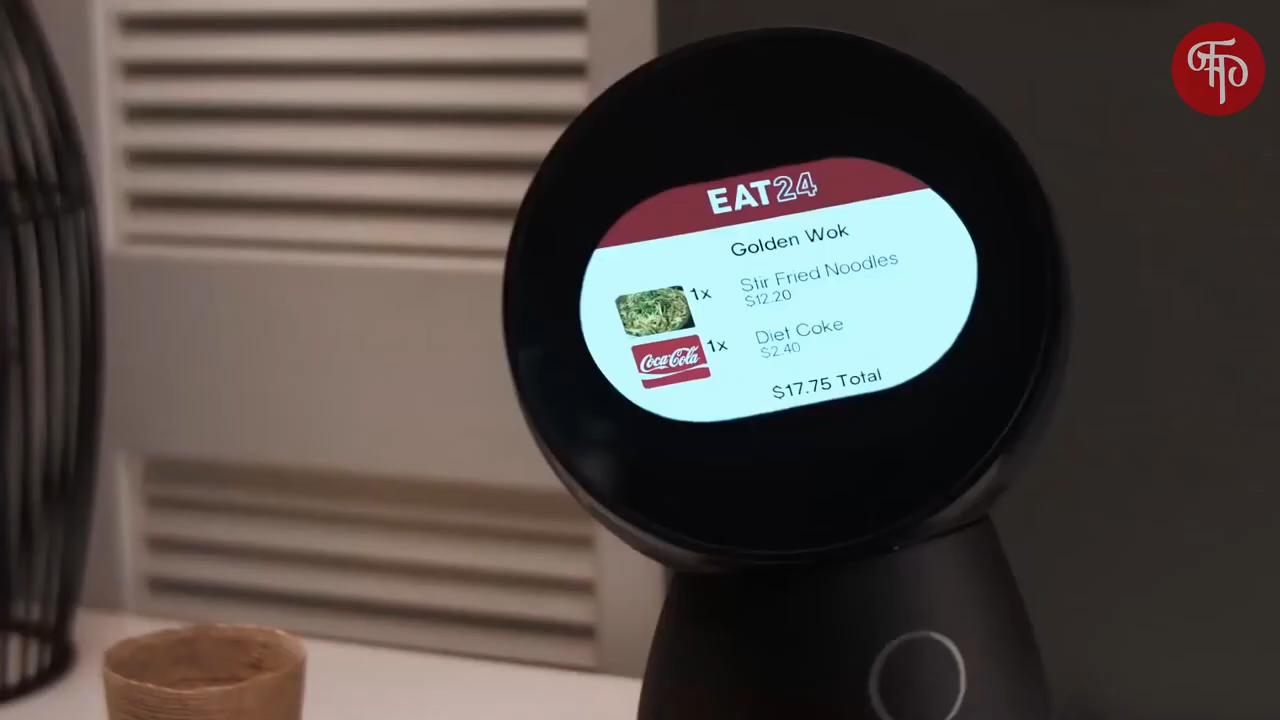 EAT24
Golden Wok
1x Stir Fried Noodles
$12.20
Coca-Cola
1x Diet Coke
$2.40
$17.75 Total